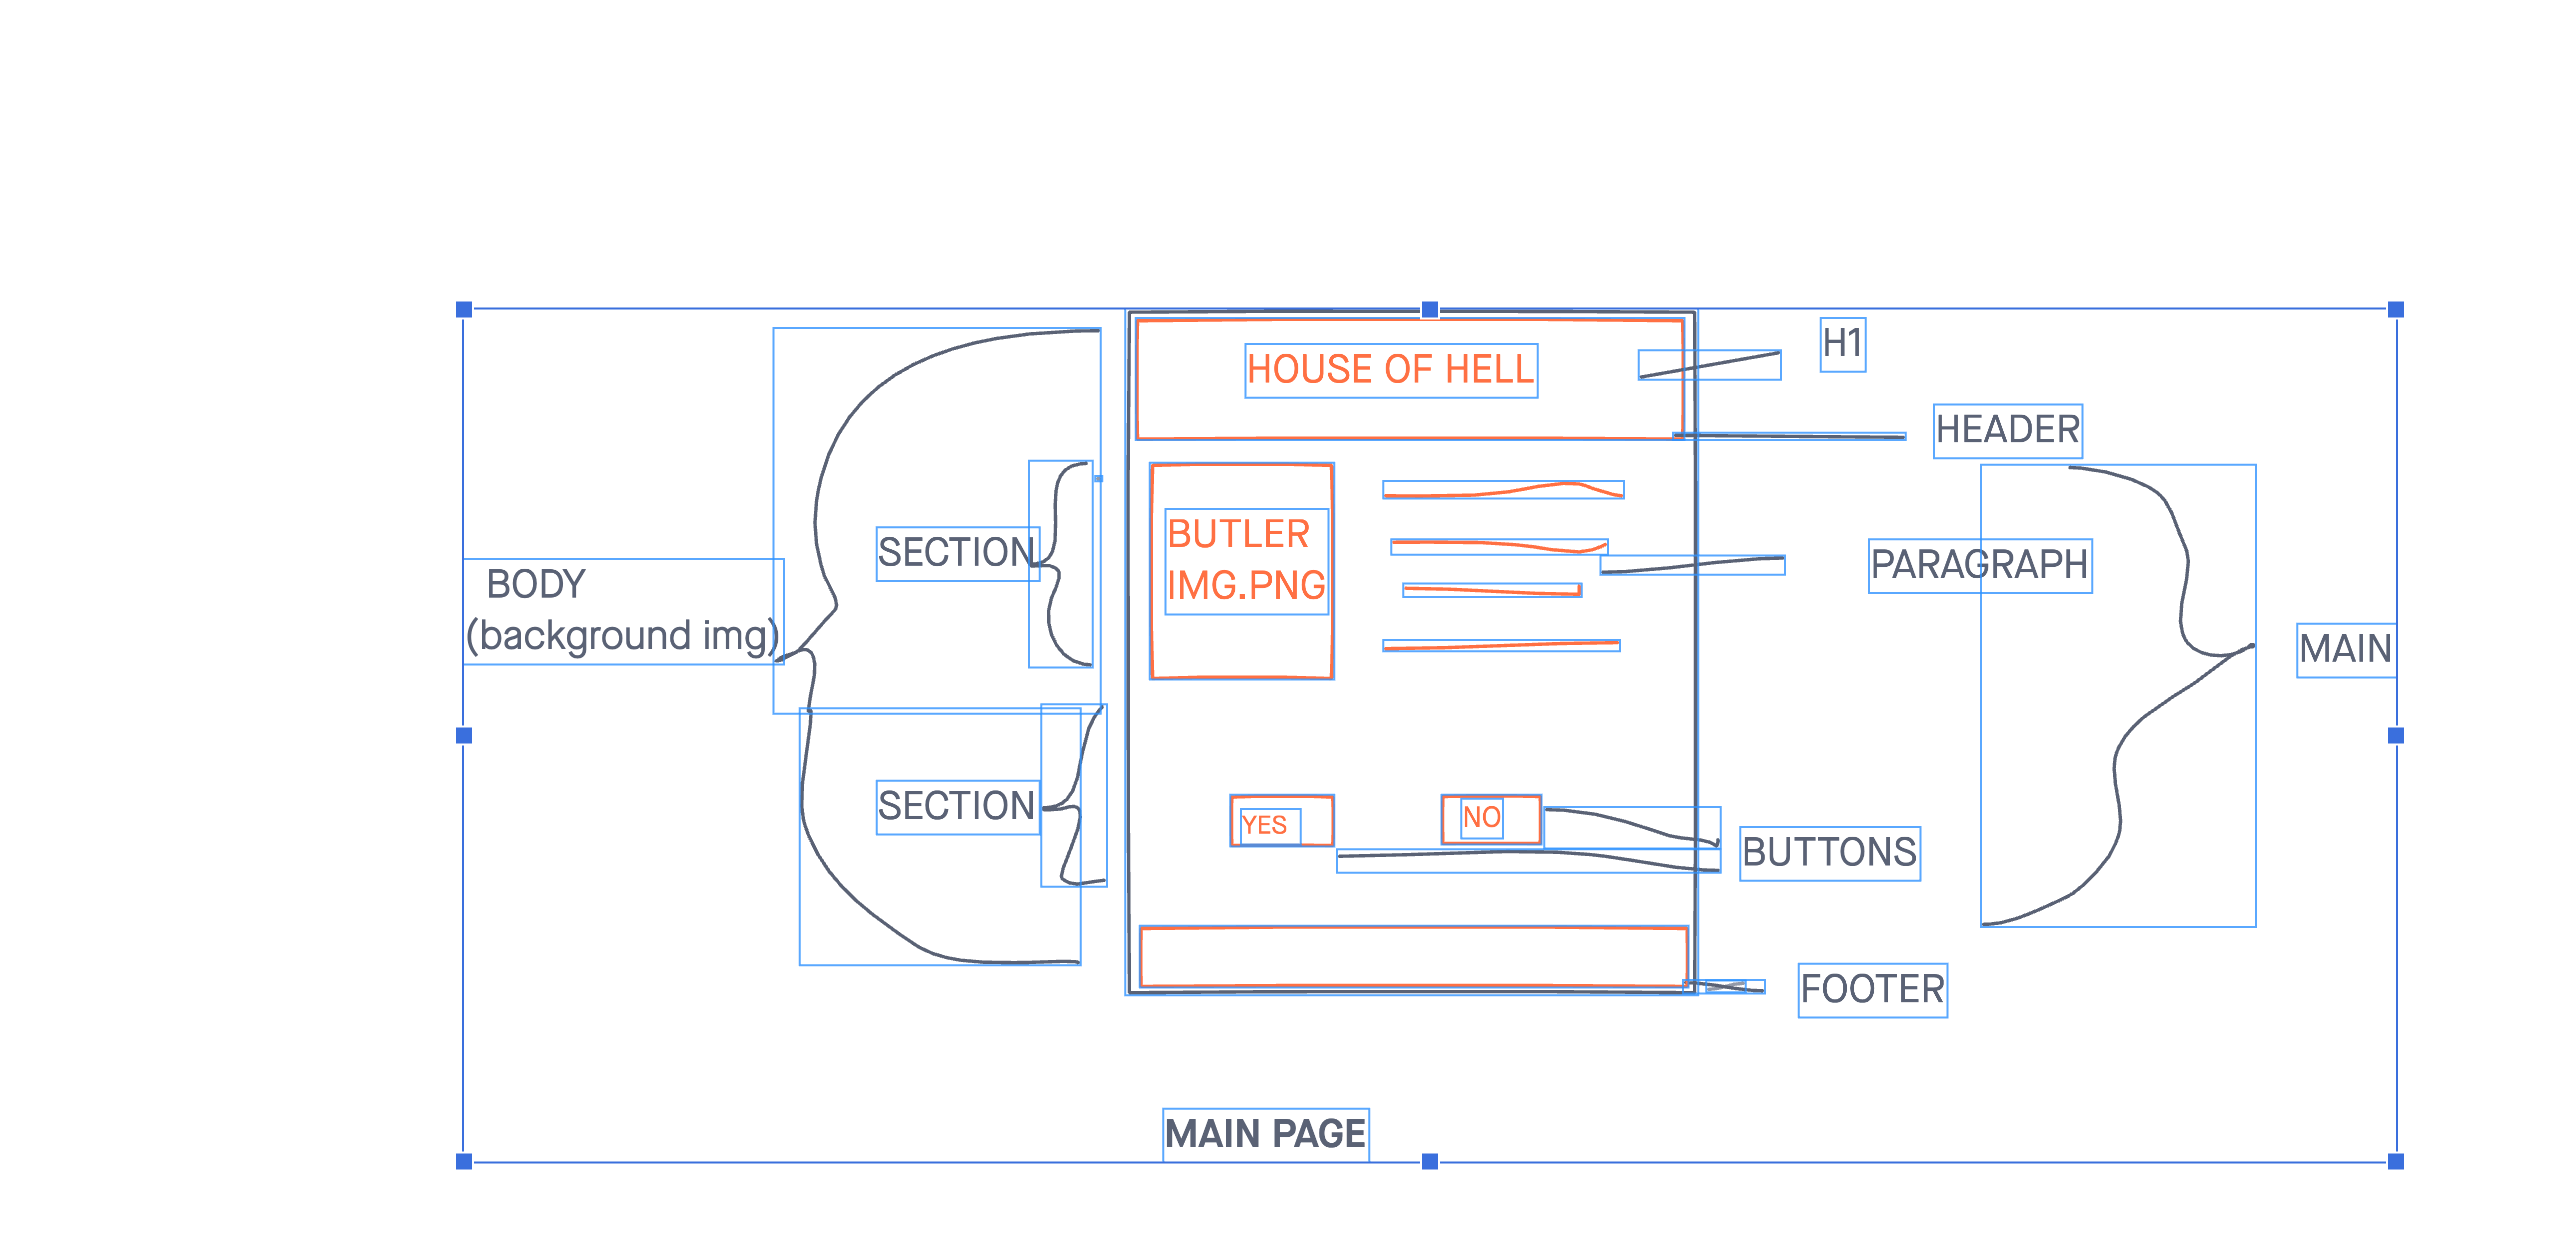 H1
HOUSE OF HELL
HEADER
SECTION
BUTLER
IMG.PNG
PARAGRAPH
BODY
(background img)
MAIN
SECTION
YES
NO
BUTTONS
FOOTER
MAIN PAGE